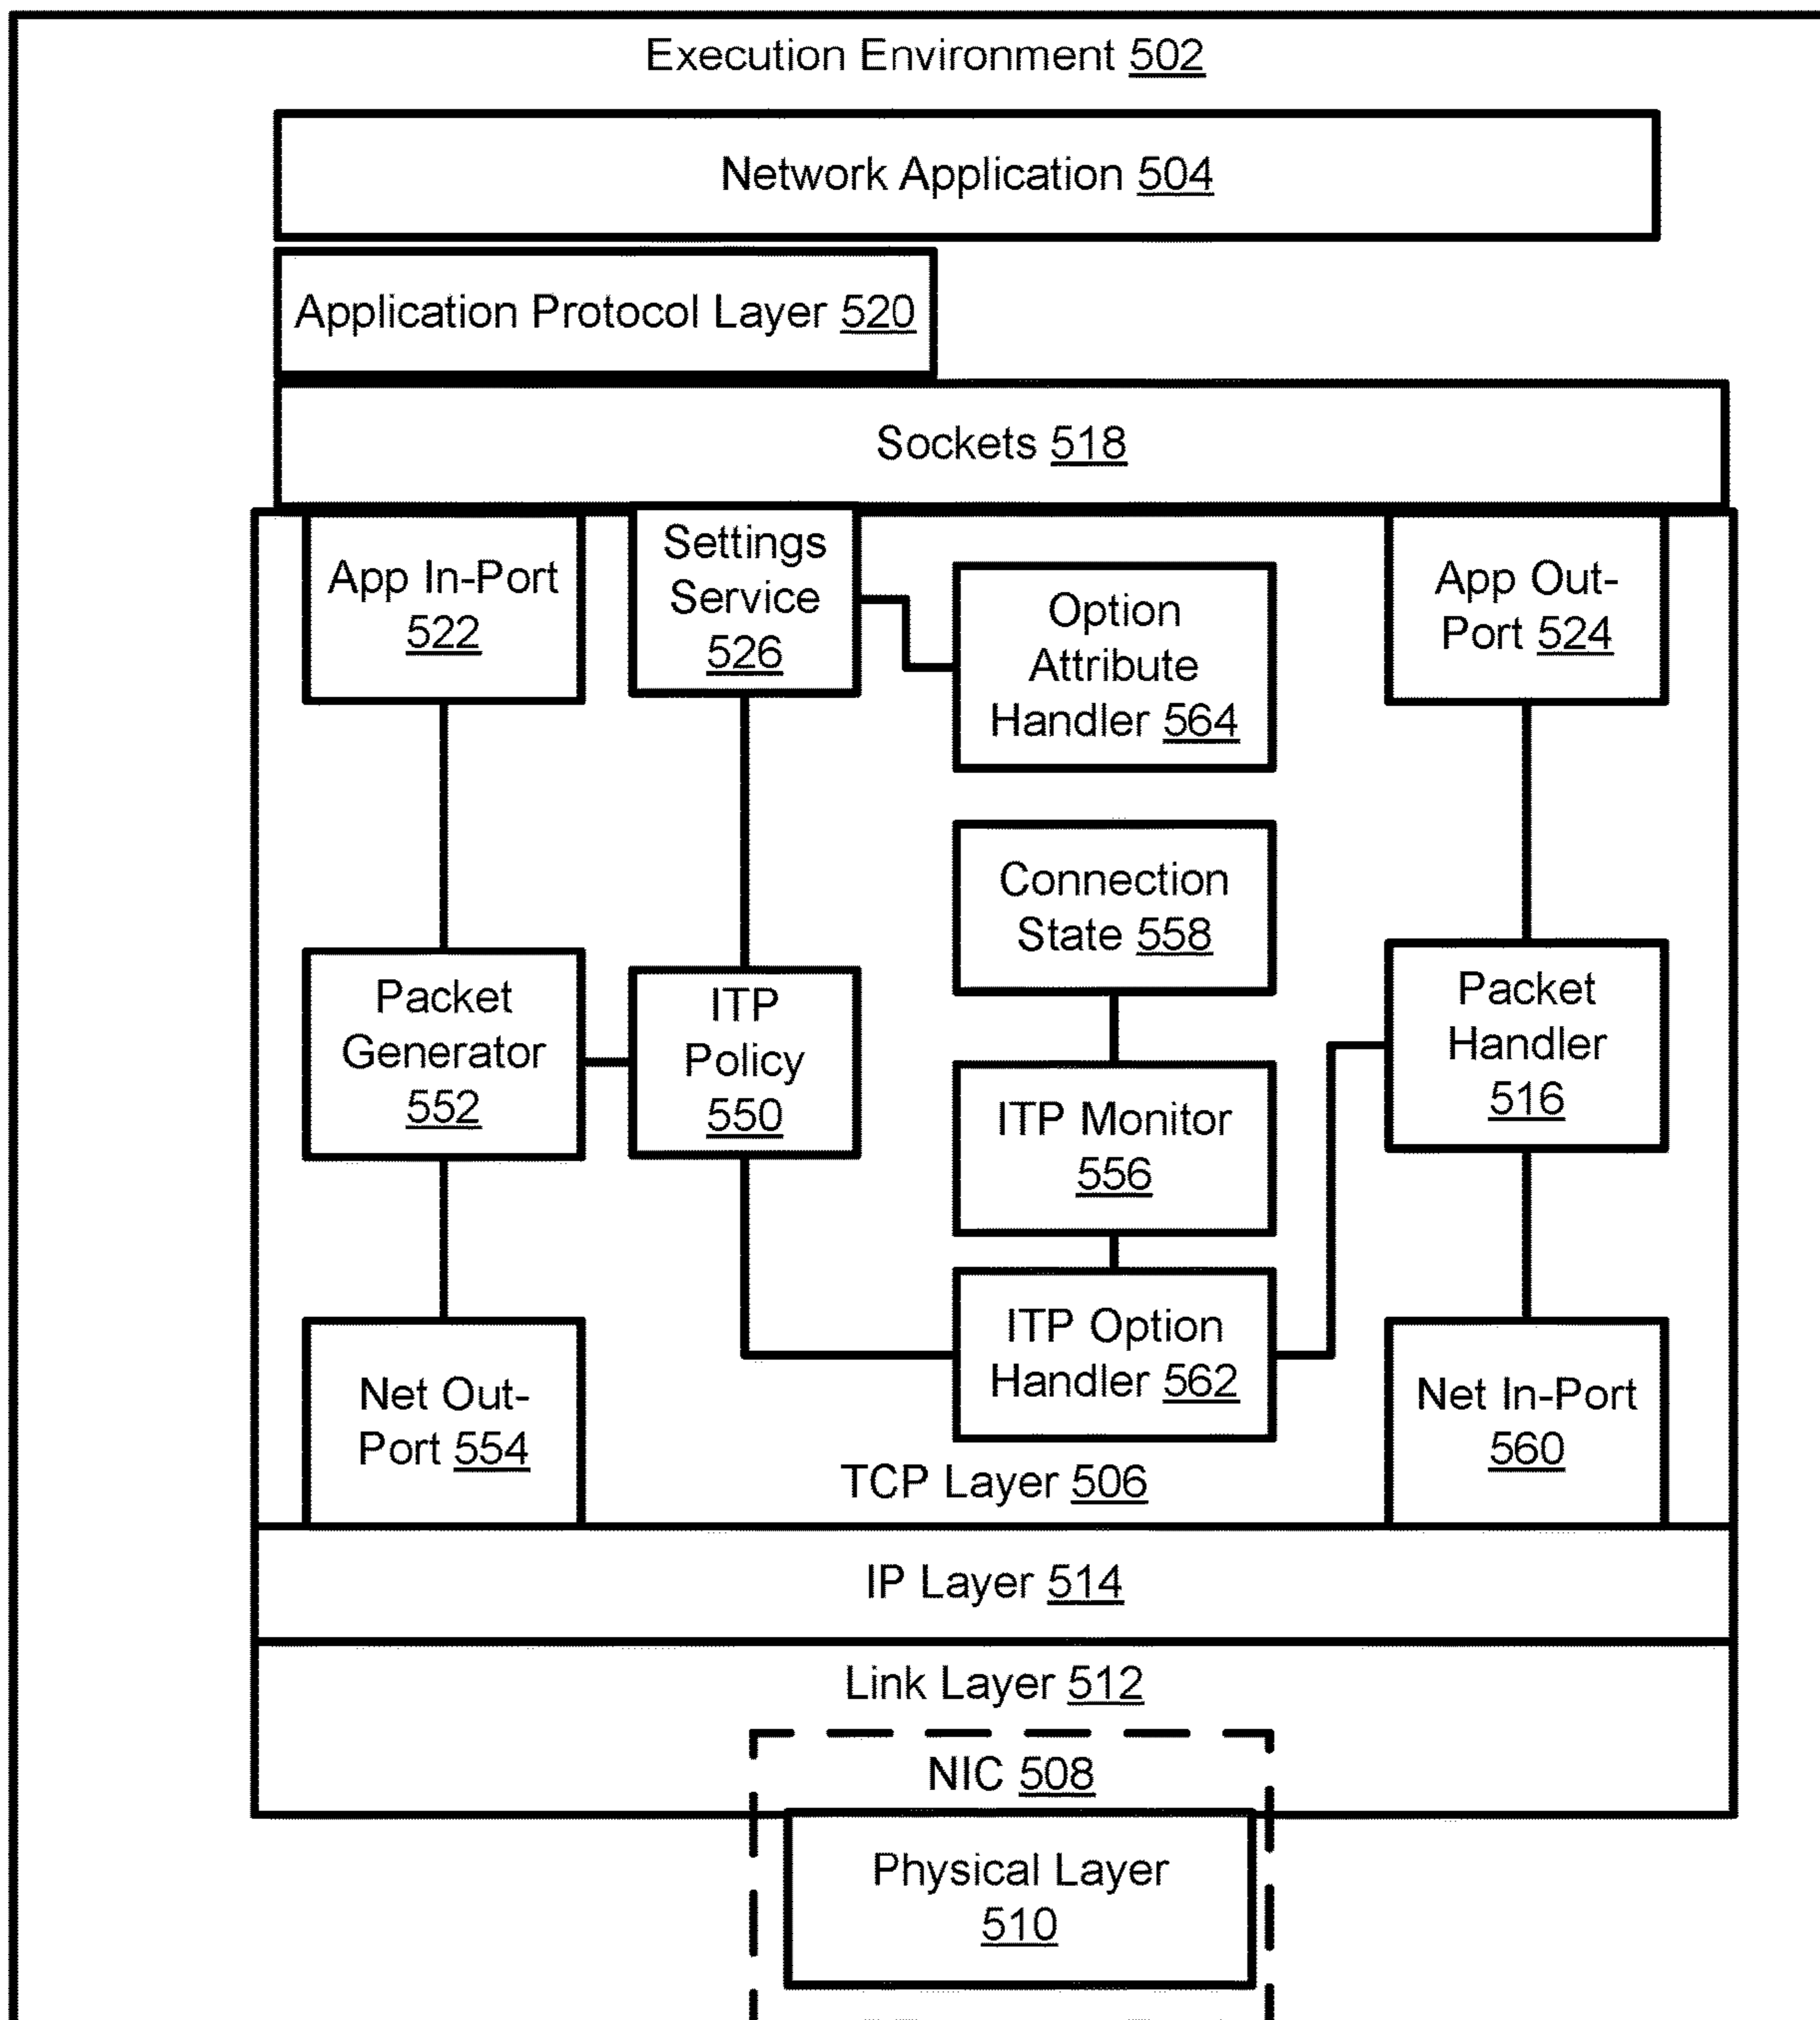 Execution Environment 502
Network Application 504
Application Protocol Layer 520
Sockets 518
App In-Port
522
Settings
Service
526
Option
Attribute
Handler 564
App Out-
Port 524
Connection
State 558
Packet
Generator
552
ITP
Policy
550
ITP Monitor
556
Packet
Handler
516
ITP Option
Handler 562
Net Out-
Port 554
Net In-Port
560
TCP Layer 506
IP Layer 514
Link Layer 512
NIC 508
Physical Layer
510